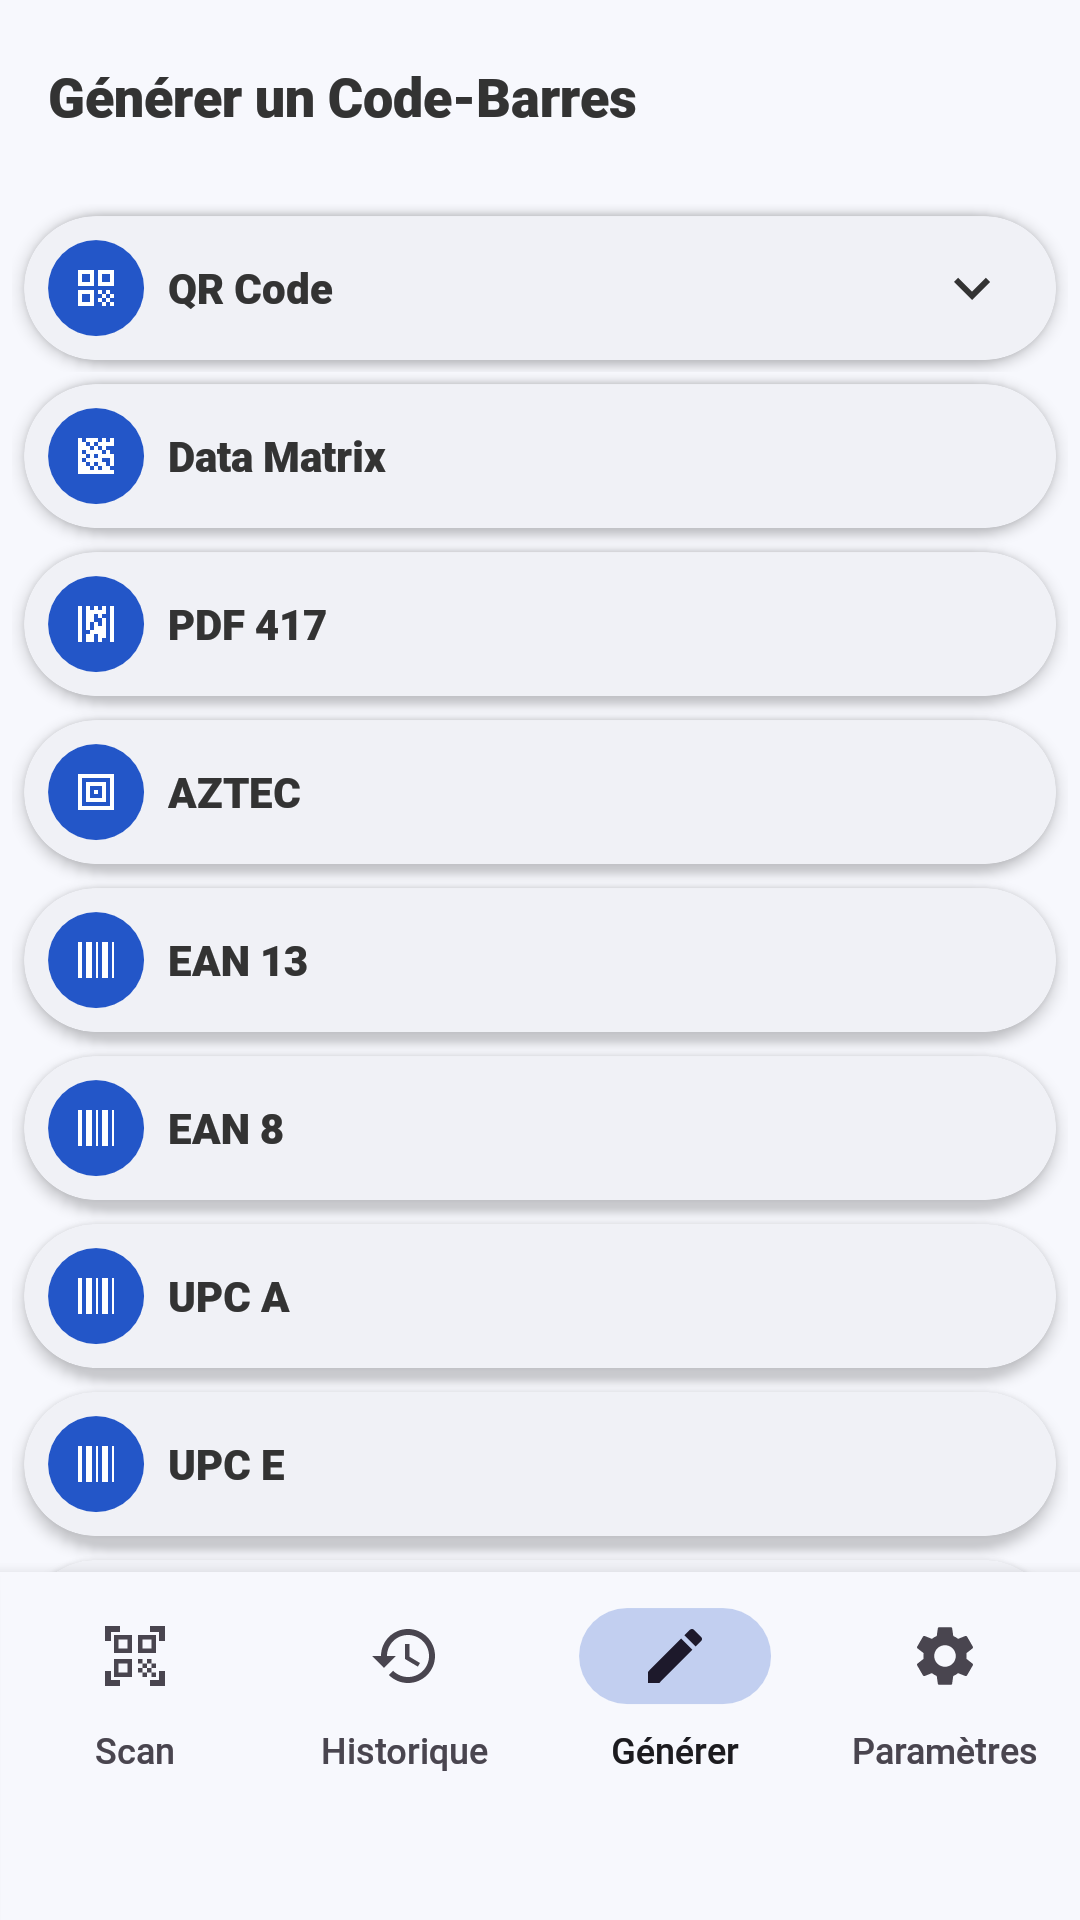 Générer un Code-Barres
QR Code
Data Matrix
PDF 417
AZTEC
EAN 13
EAN 8
UPC A
UPC E
Scan
Historique
Générer
Paramètres